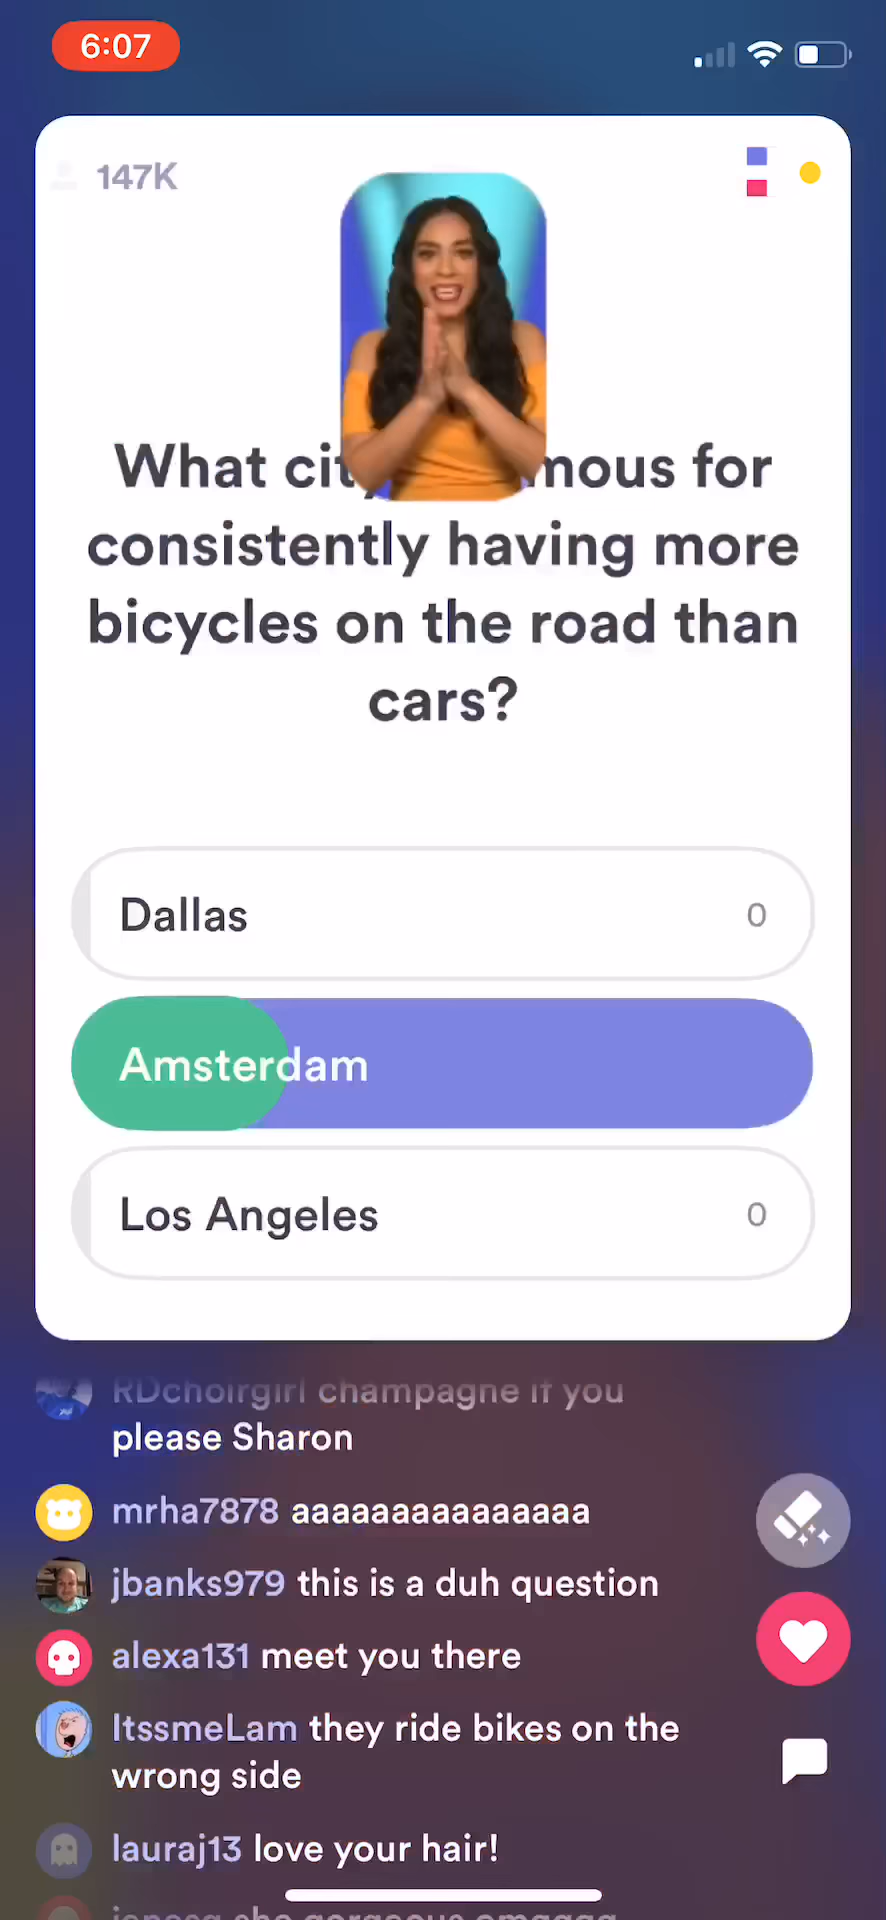 6:07
147K
What cit mous for
consistently having more
bicycles on the road than
cars?
Dallas 0
Amsterdam
Los Angeles 0
RDchoirgirl champagne if you
please Sharon
mrha7878 aaaaaaaaaaaaaaa
jbanks979 this is a duh question
alexa131 meet you there
ItssmeLam they ride bikes on the
wrong side
lauraj13 love your hair!